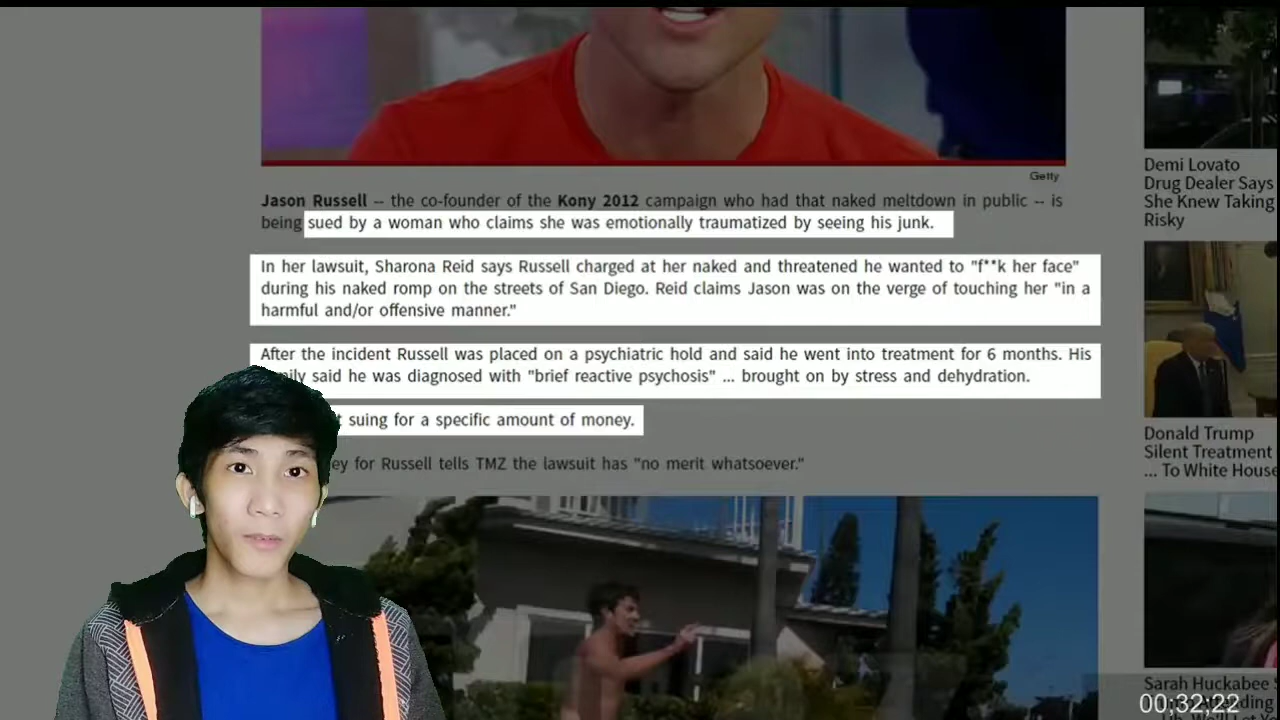 Getty
Jason Russell -- the co-founder of the Kony 2012 campaign who had that naked meltdown in public -- is
being sued by a woman who claims she was emotionally traumatized by seeing his junk.
In her lawsuit, Sharona Reid says Russell charged at her naked and threatened he wanted to "f**k her face"
during his naked romp on the streets of San Diego. Reid claims Jason was on the verge of touching her "in a
harmful and/or offensive manner."
After the incident Russell was placed on a psychiatric hold and said he went into treatment for 6 months. His
said he was diagnosed with "brief reactive psychosis" ... brought on by stress and dehydration.
suing for a specific amount of money.
for Russell tells TMZ the lawsuit has "no merit whatsoever."
Demi Lovato
Drug Dealer Says
She Knew Taking
Risky
Donald Trump
Silent Treatment
... To White House
Sarah Huckabee
00;32;22